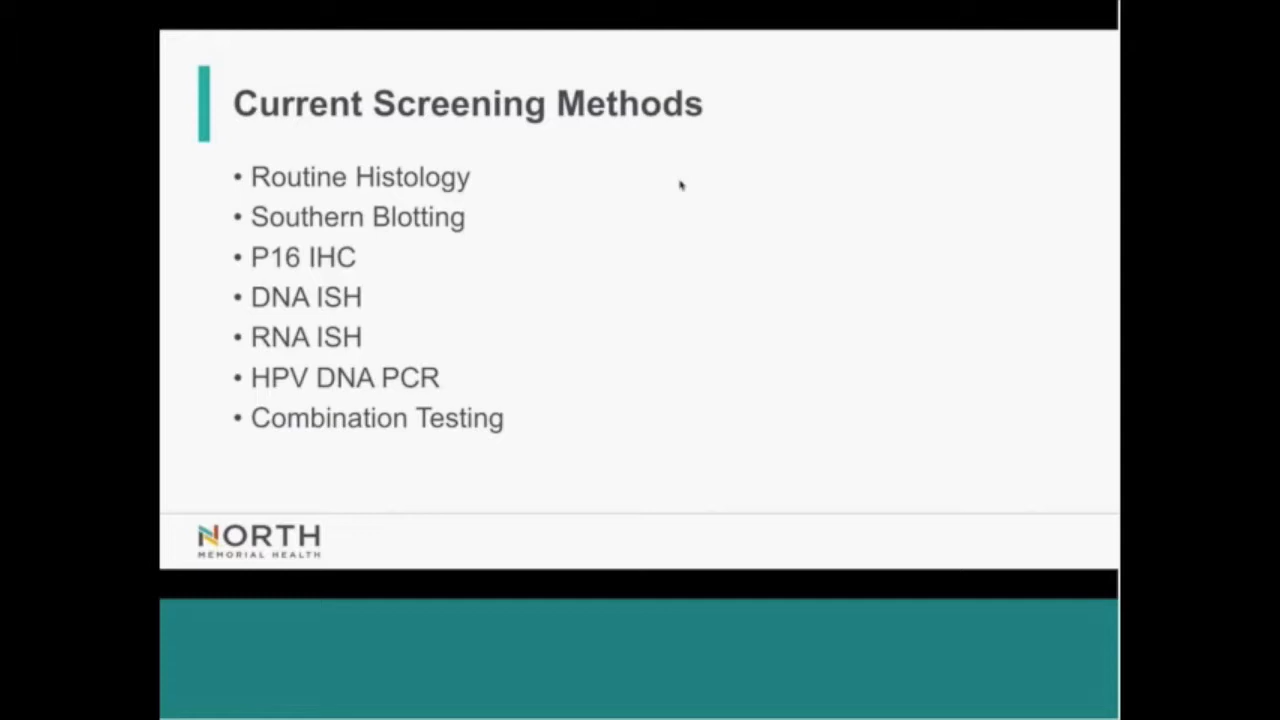 Current Screening Methods
• Routine Histology
• Southern Blotting
• P16 IHC
• DNA ISH
• RNA ISH
• HPV DNA PCR
• Combination Testing
NORTH
MEMORIAL HEALTH